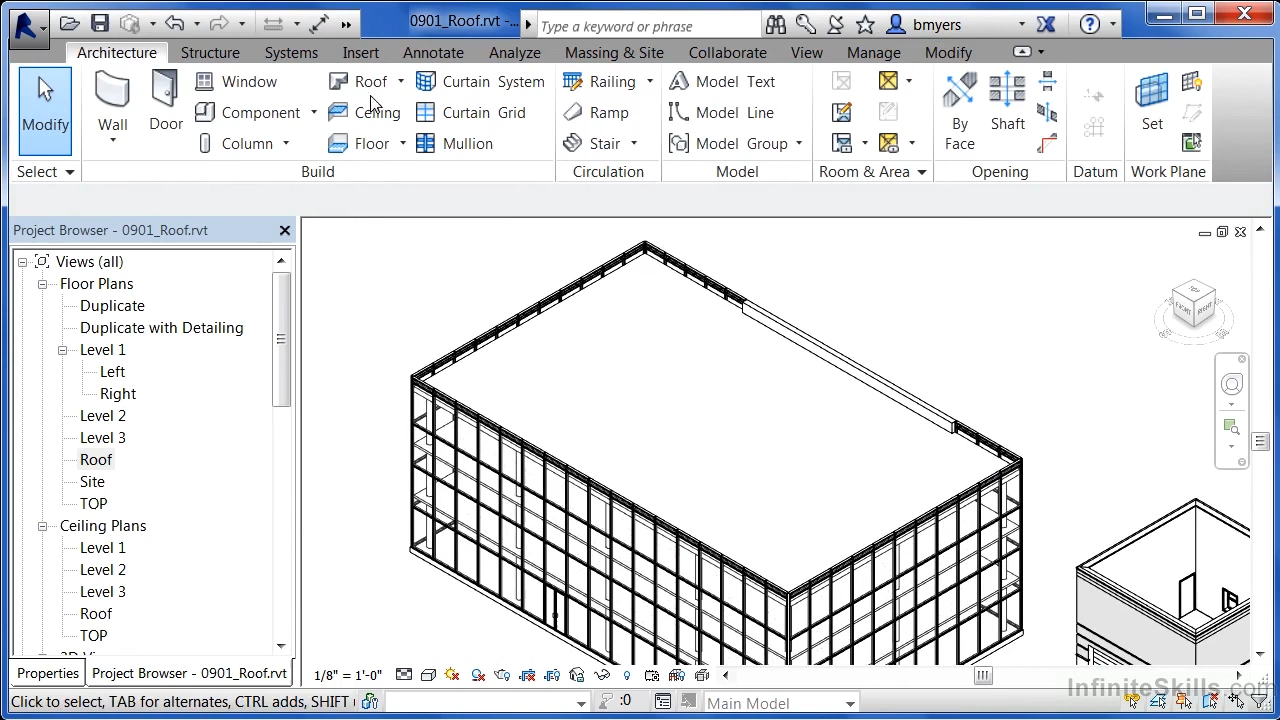 0901_Roof.rvt -...
Type a keyword or phrase
bmyers
Architecture Structure Systems Insert Annotate Analyze Massing & Site Collaborate View Manage Modify
Modify
Wall
Door
Window
Component
Column
Roof
Ceiling
Floor
Curtain System
Curtain Grid
Mullion
Railing
Ramp
Stair
Model Text
Model Line
Model Group
By
Face
Shaft
Set
Select Build Circulation Model Room & Area Opening Datum Work Plane
Project Browser - 0901_Roof.rvt
Views (all)
Floor Plans
Duplicate
Duplicate with Detailing
Level 1
Left
Right
Level 2
Level 3
Roof
Site
TOP
Ceiling Plans
Level 1
Level 2
Level 3
Roof
TOP
TOP
FRONT RIGHT
Properties Project Browser - 0901_Roof.rvt
1/8" = 1'-0"
InfiniteSkills.com
Click to select, TAB for alternates, CTRL adds, SHIFT
:0
Main Model